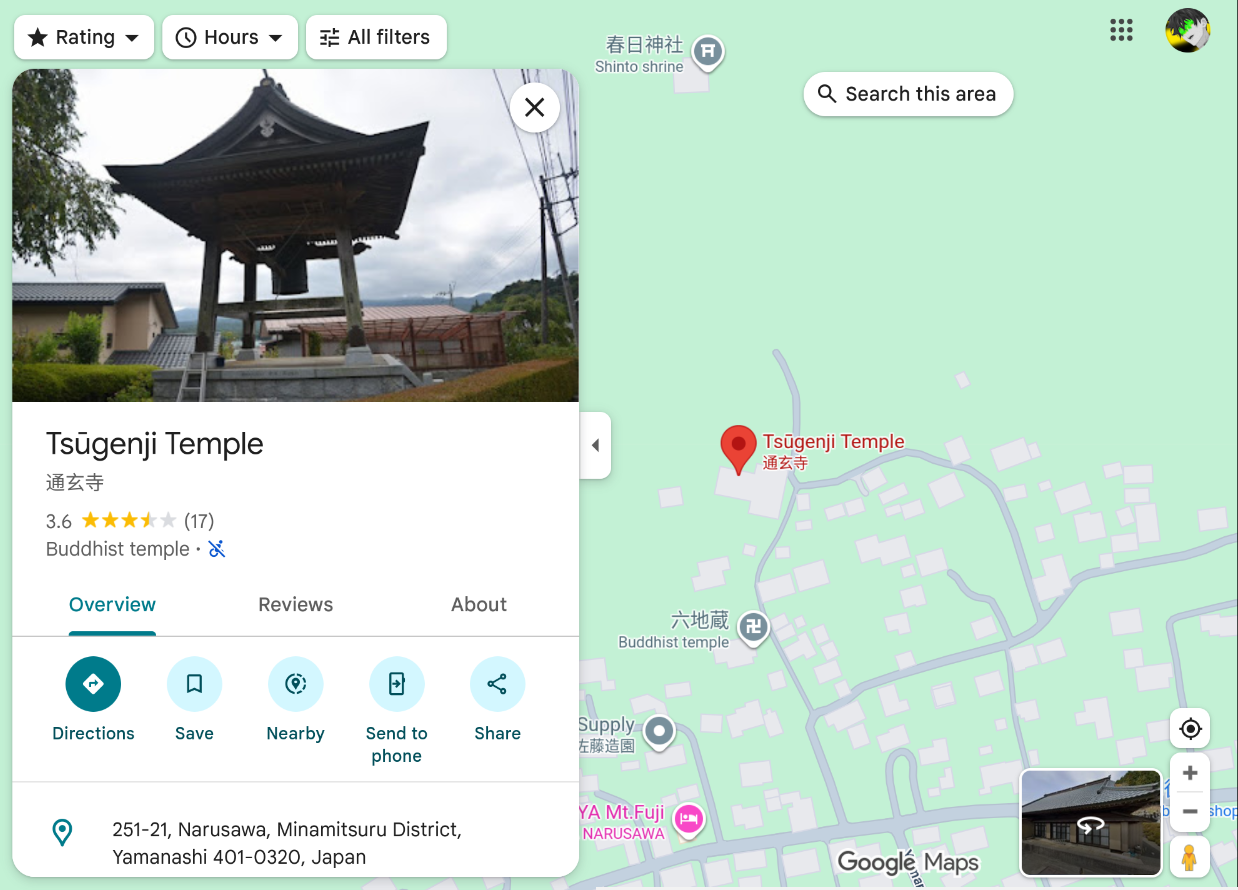 Rating
Hours
All filters
Search this area
春日神社
Shinto shrine
Tsūgenji Temple
通玄寺
3.6 (17)
Buddhist temple ·
Overview
Reviews
About
Directions
Save
Nearby
Send to
phone
Share
251-21, Narusawa, Minamitsuru District,
Yamanashi 401-0320, Japan
Tsūgenji Temple
通玄寺
六地蔵
Buddhist temple
Supply
佐藤造園
YA Mt.Fuji
NARUSAWA
Google Maps